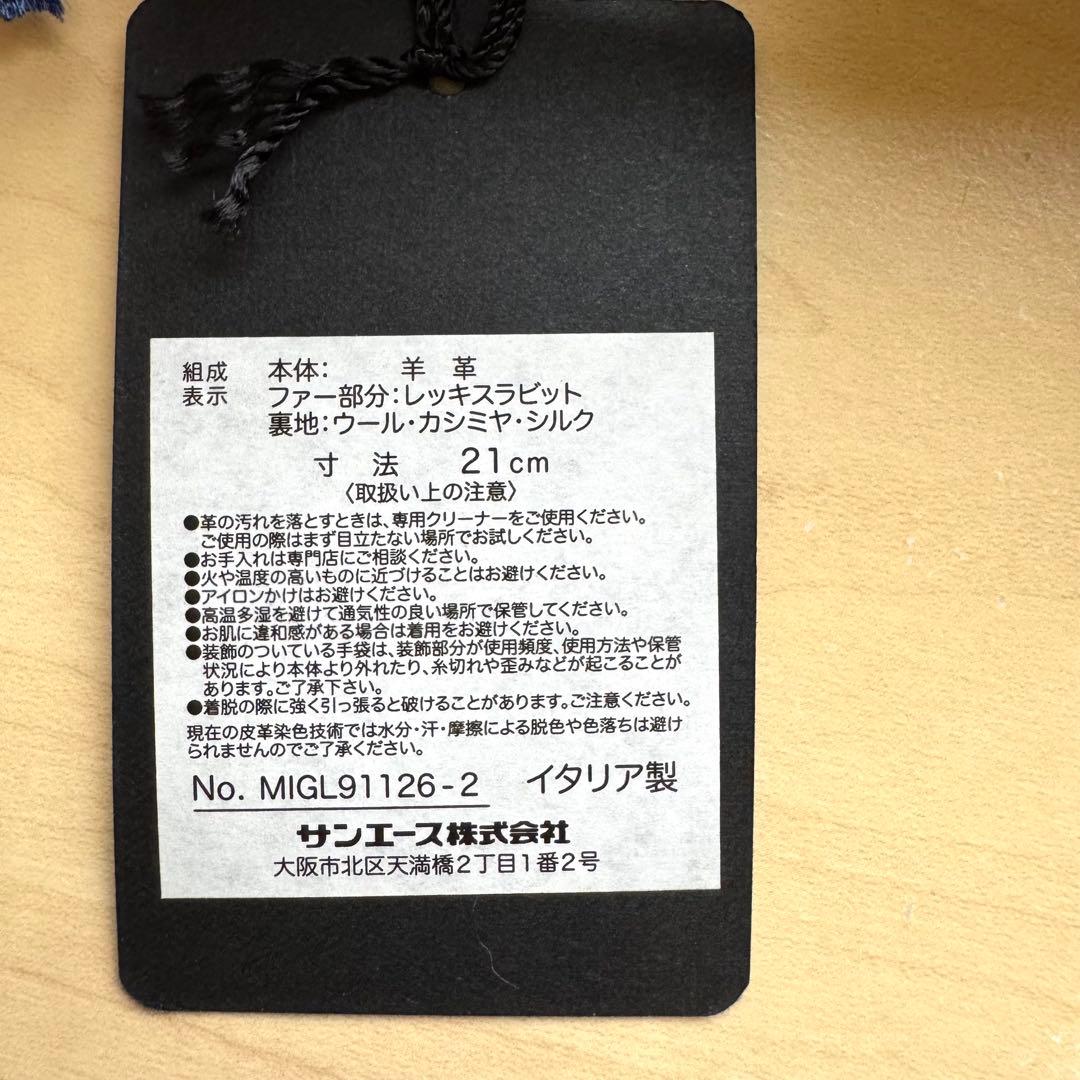 組成 本体: 羊 革
表示 ファー部分:レッキスラビット
裏地:ウール・カシミヤ・シルク
寸 法 21cm
〈取扱い上の注意〉
●革の汚れを落とすときは、専用クリーナーをご使用ください。
ご使用の際はまず目立たない場所でお試しください。
●お手入れは専門店にご相談ください。
●火や温度の高いものに近づけることはお避けください。
●アイロンかけはお避けください。
●高温多湿を避けて通気性の良い場所で保管してください。
●お肌に違和感がある場合は着用をお避けください。
●装飾のついている手袋は、装飾部分が使用頻度、使用方法や保管
状況により本体より外れたり、糸切れや歪みなどが起こることが
あります。ご了承下さい。
●着脱の際に強く引っ張ると破けることがあります。ご注意ください。
現在の皮革染色技術では水分・汗・摩擦による脱色や色落ちは避け
られませんのでご了承ください。
No. MIGL91126-2 イタリア製
サンエース株式会社
大阪市北区天満橋2丁目1番2号